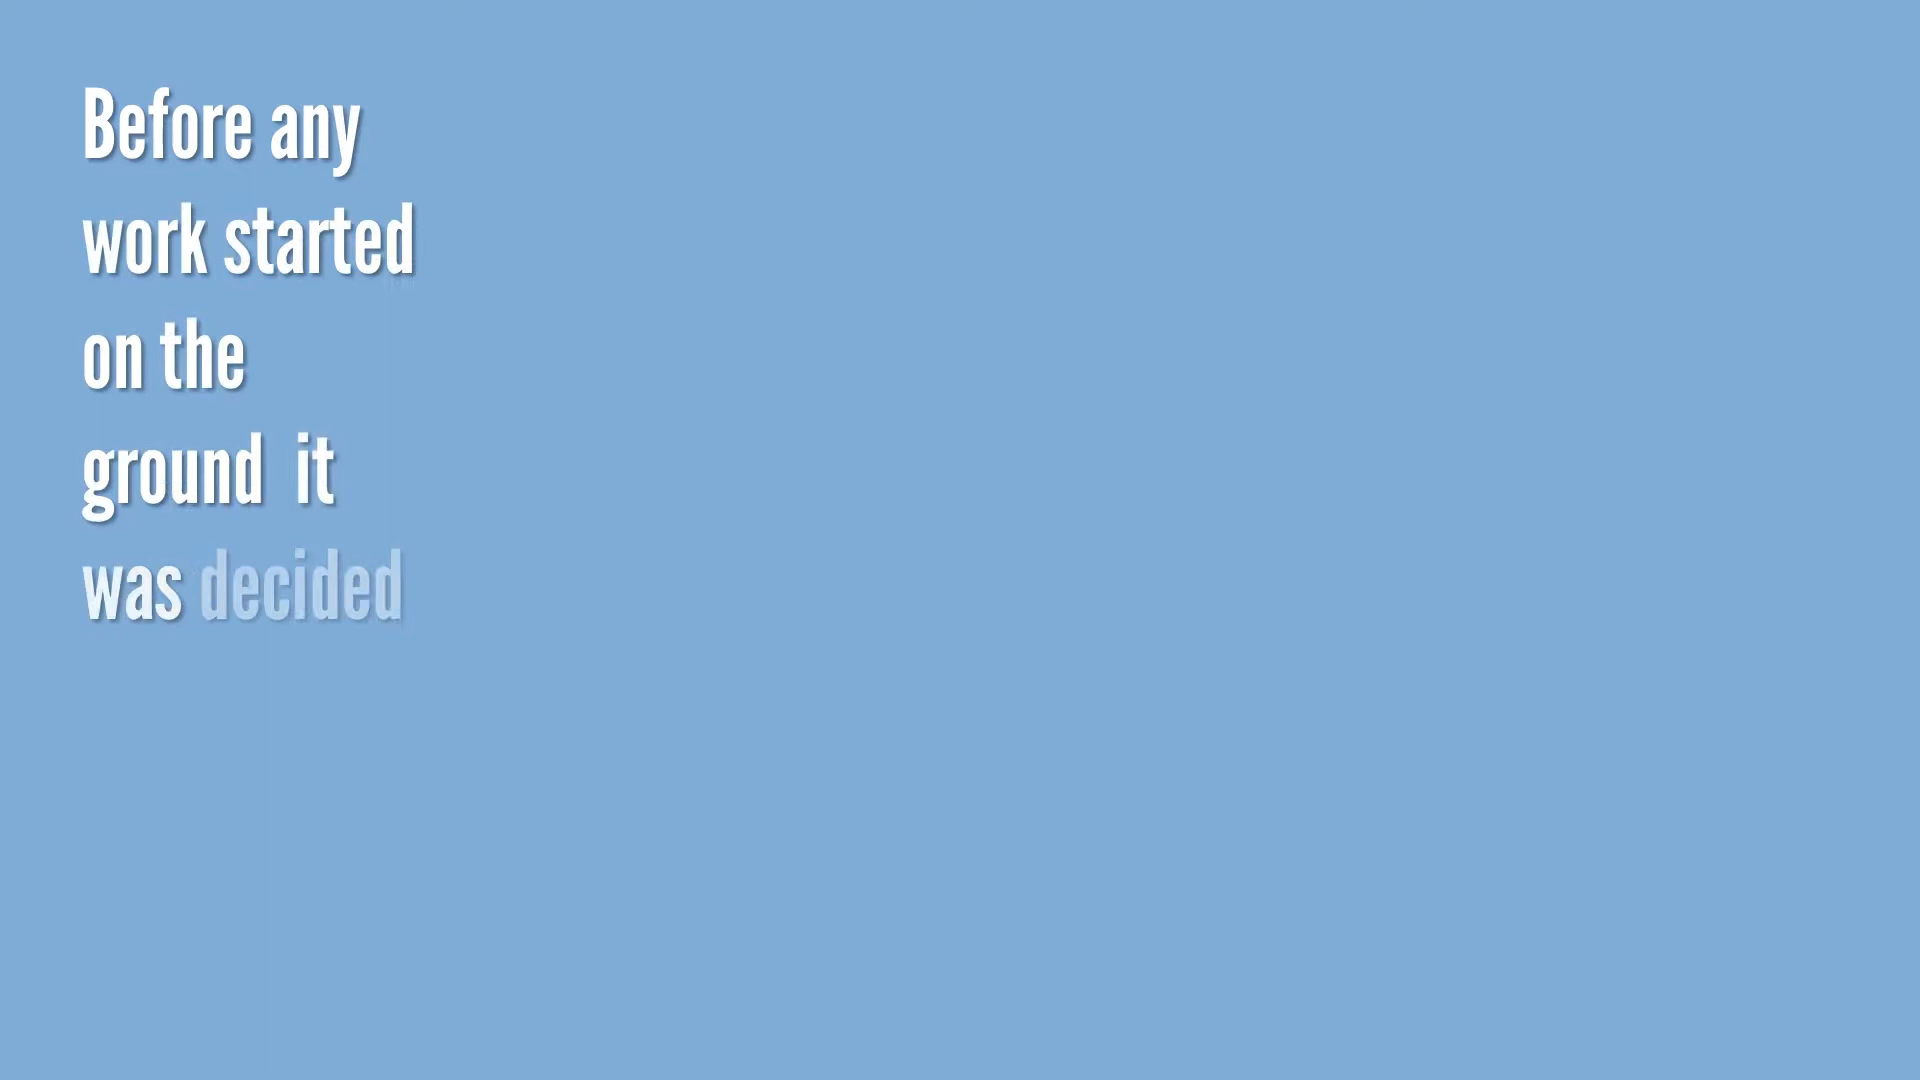 Before any
work started
on the
ground  it
was decided